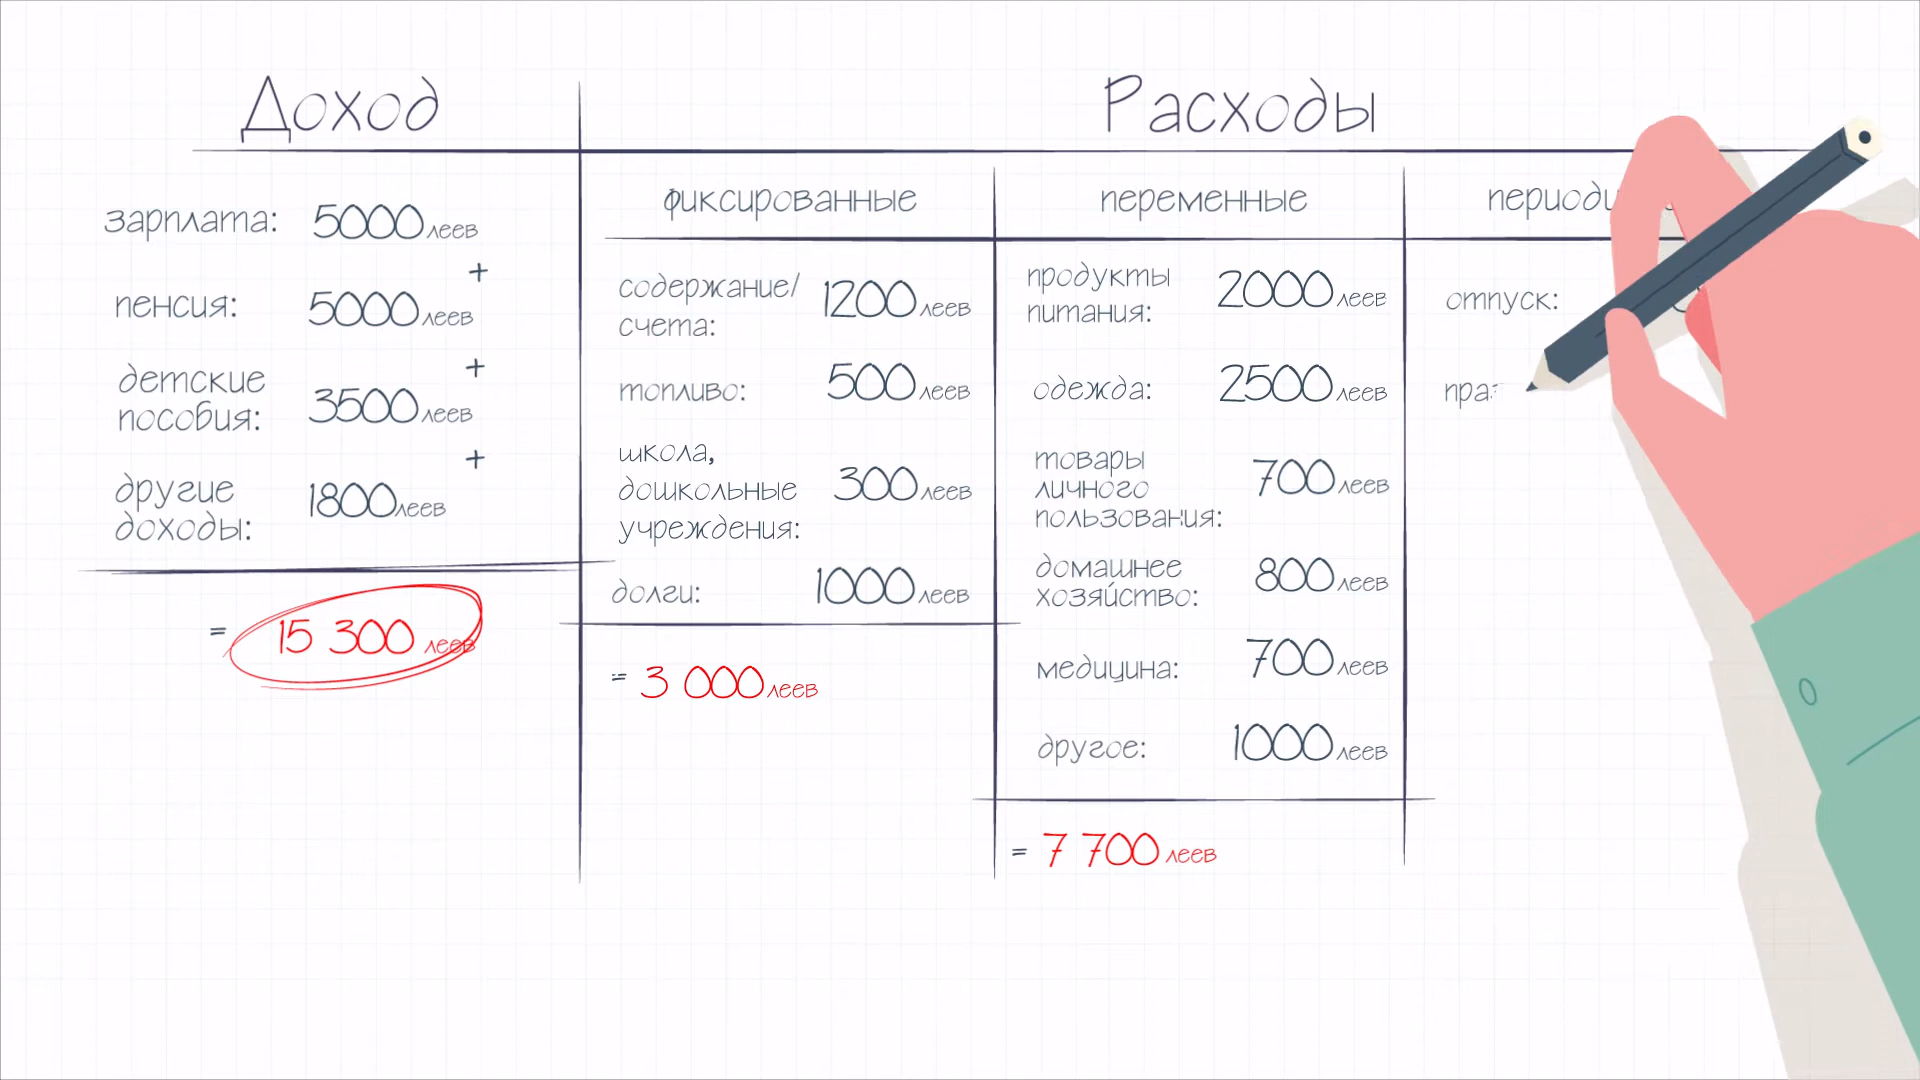 Доход
зарплата: 5000 леев
+
пенсия: 5000 леев
+
детские
пособия: 3500 леев
+
другие
доходы: 1800 леев
= 15 300 леев
Расходы
фиксированные
содержание/
счета: 1200 леев
топливо: 500 леев
школа,
дошкольные
учреждения: 300 леев
долги: 1000 леев
= 3 000 леев
переменные
продукты
питания: 2000 леев
одежда: 2500 леев
товары
личного
пользования: 700 леев
домашнее
хозяйство: 800 леев
медицина: 700 леев
другое: 1000 леев
= 7 700 леев
отпуск: